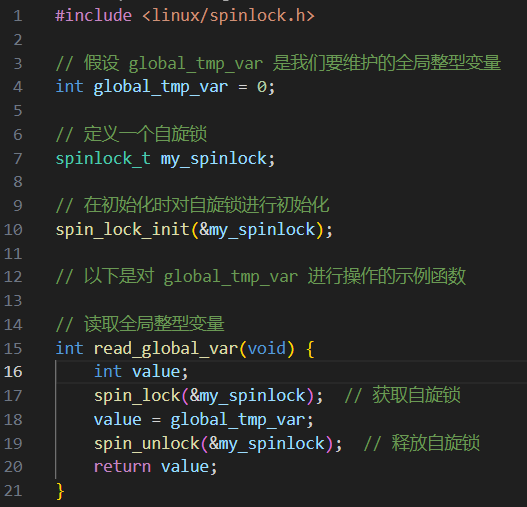 1 #include <linux/spinlock.h>
2
3 // 假设 global_tmp_var 是我们要维护的全局整型变量
4 int global_tmp_var = 0;
5
6 // 定义一个自旋锁
7 spinlock_t my_spinlock;
8
9 // 在初始化时对自旋锁进行初始化
10 spin_lock_init(&my_spinlock);
11
12 // 以下是对 global_tmp_var 进行操作的示例函数
13
14 // 读取全局整型变量
15 int read_global_var(void) {
16     int value;
17     spin_lock(&my_spinlock);  // 获取自旋锁
18     value = global_tmp_var;
19     spin_unlock(&my_spinlock);  // 释放自旋锁
20     return value;
21 }